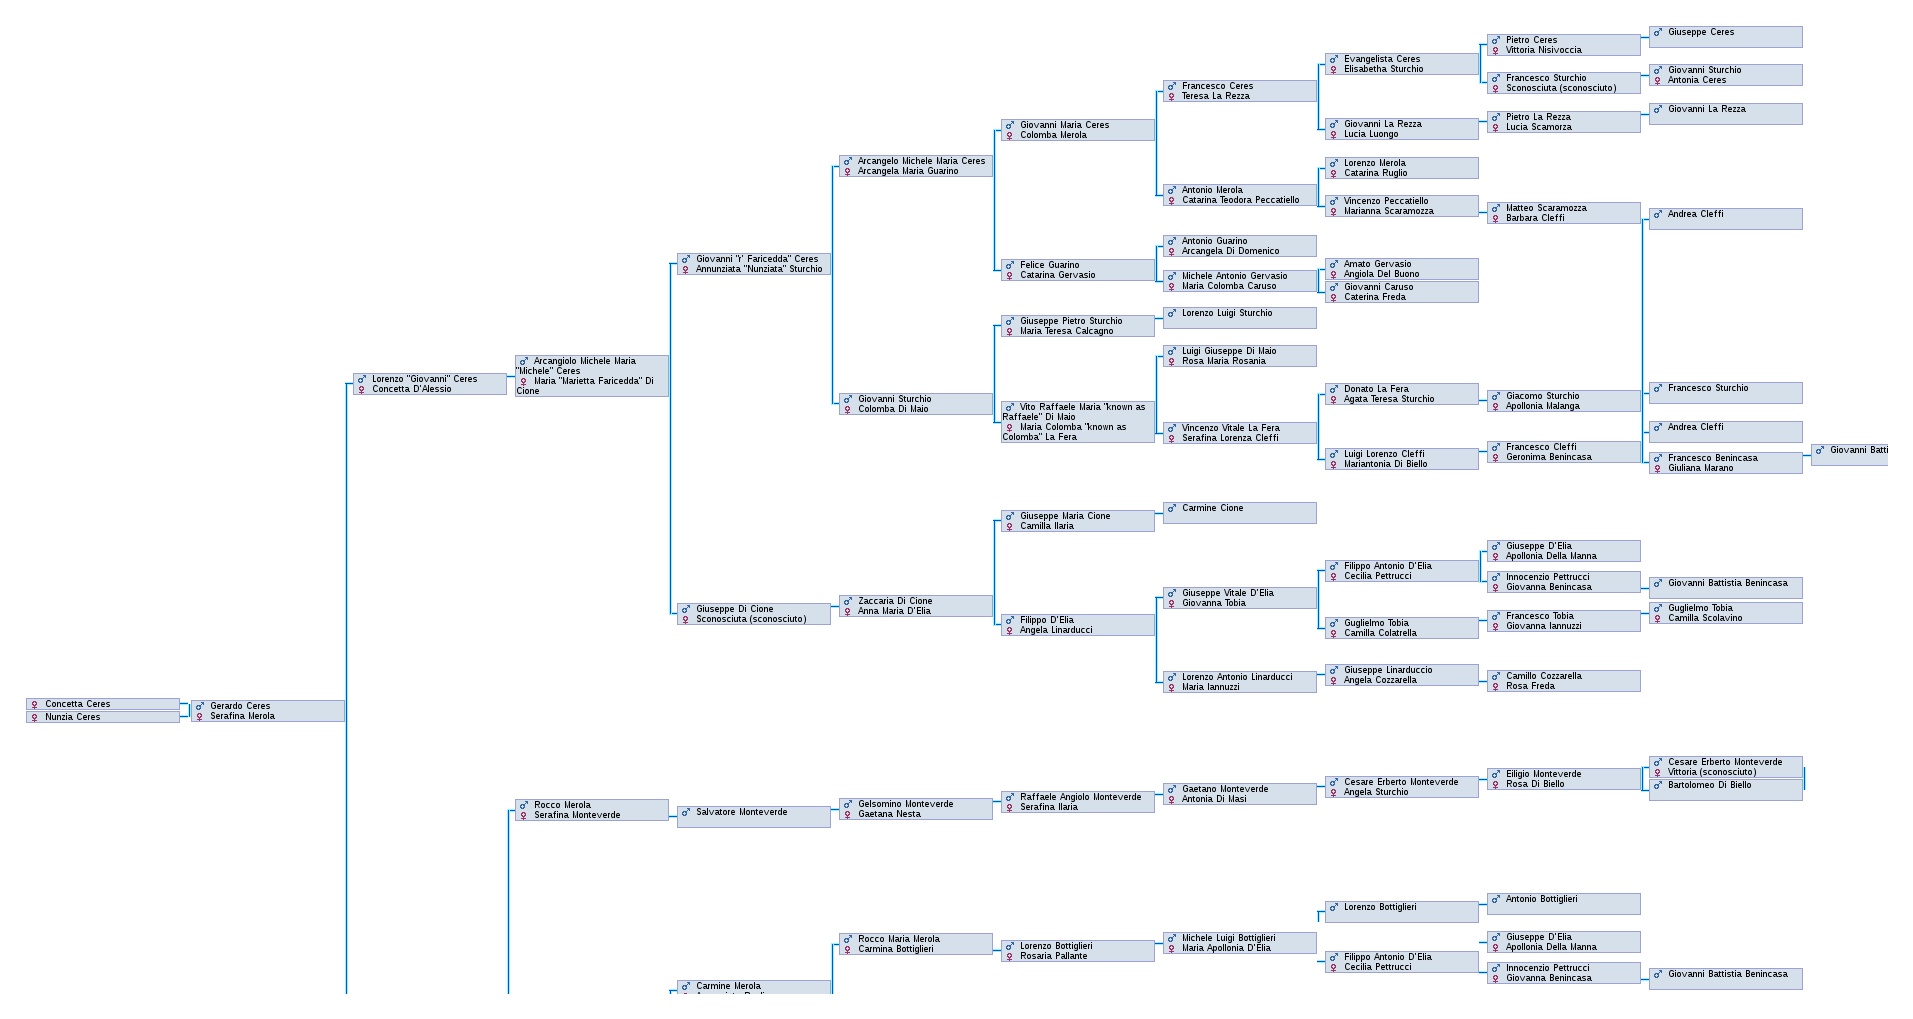 Concetta Ceres
Nunzia Ceres
Gerardo Ceres
Serafina Merola
Lorenzo "Giovanni" Ceres
Concetta D'Alessio
Arcangiolo Michele Maria
"Michele" Ceres
Maria "Marietta Faricedda" Di
Cione
Rocco Merola
Serafina Monteverde
Giovanni "r' Faricedda" Ceres
Annunziata "Nunziata" Sturchio
Giuseppe Di Cione
Sconosciuta (sconosciuto)
Salvatore Monteverde
Carmine Merola
Arcangelo Michele Maria Ceres
Arcangela Maria Guarino
Giovanni Sturchio
Colomba Di Maio
Zaccaria Di Cione
Anna Maria D'Elia
Gelsomino Monteverde
Gaetana Nesta
Rocco Maria Merola
Carmina Bottiglieri
Giovanni Maria Ceres
Colomba Merola
Felice Guarino
Catarina Gervasio
Giuseppe Pietro Sturchio
Maria Teresa Calcagno
Vito Raffaele Maria "known as
Raffaele" Di Maio
Maria Colomba "known as
Colomba" La Fera
Giuseppe Maria Cione
Camilla Ilaria
Filippo D'Elia
Angela Linarducci
Raffaele Angiolo Monteverde
Serafina Ilaria
Lorenzo Bottiglieri
Rosaria Pallante
Francesco Ceres
Teresa La Rezza
Antonio Merola
Catarina Teodora Peccatiello
Antonio Guarino
Arcangela Di Domenico
Michele Antonio Gervasio
Maria Colomba Caruso
Lorenzo Luigi Sturchio
Luigi Giuseppe Di Maio
Rosa Maria Rosania
Vincenzo Vitale La Fera
Serafina Lorenza Cleffi
Carmine Cione
Giuseppe Vitale D'Elia
Giovanna Tobia
Lorenzo Antonio Linarducci
Maria Iannuzzi
Gaetano Monteverde
Antonia Di Masi
Michele Luigi Bottiglieri
Maria Apollonia D'Elia
Evangelista Ceres
Elisabetha Sturchio
Giovanni La Rezza
Lucia Luongo
Lorenzo Merola
Catarina Ruglio
Vincenzo Peccatiello
Marianna Scaramozza
Amato Gervasio
Angiola Del Buono
Giovanni Caruso
Caterina Freda
Donato La Fera
Agata Teresa Sturchio
Luigi Lorenzo Cleffi
Mariantonia Di Biello
Filippo Antonio D'Elia
Cecilia Pettrucci
Guglielmo Tobia
Camilla Colatrella
Giuseppe Linarduccio
Angela Cozzarella
Cesare Erberto Monteverde
Angela Sturchio
Lorenzo Bottiglieri
Filippo Antonio D'Elia
Cecilia Pettrucci
Pietro Ceres
Vittoria Nisivoccia
Francesco Sturchio
Sconosciuta (sconosciuto)
Pietro La Rezza
Lucia Scamorza
Matteo Scaramozza
Barbara Cleffi
Giacomo Sturchio
Apollonia Malanga
Francesco Cleffi
Geronima Benincasa
Giuseppe D'Elia
Apollonia Della Manna
Innocenzio Pettrucci
Giovanna Benincasa
Francesco Tobia
Giovanna Iannuzzi
Camillo Cozzarella
Rosa Freda
Eiligio Monteverde
Rosa Di Biello
Antonio Bottiglieri
Giuseppe D'Elia
Apollonia Della Manna
Innocenzio Pettrucci
Giovanna Benincasa
Giuseppe Ceres
Giovanni Sturchio
Antonia Ceres
Giovanni La Rezza
Andrea Cleffi
Francesco Sturchio
Andrea Cleffi
Francesco Benincasa
Giuliana Marano
Giovanni Battistia Benincasa
Guglielmo Tobia
Camilla Scolavino
Cesare Erberto Monteverde
Vittoria (sconosciuto)
Bartolomeo Di Biello
Giovanni Battistia Benincasa
Giovanni Batti